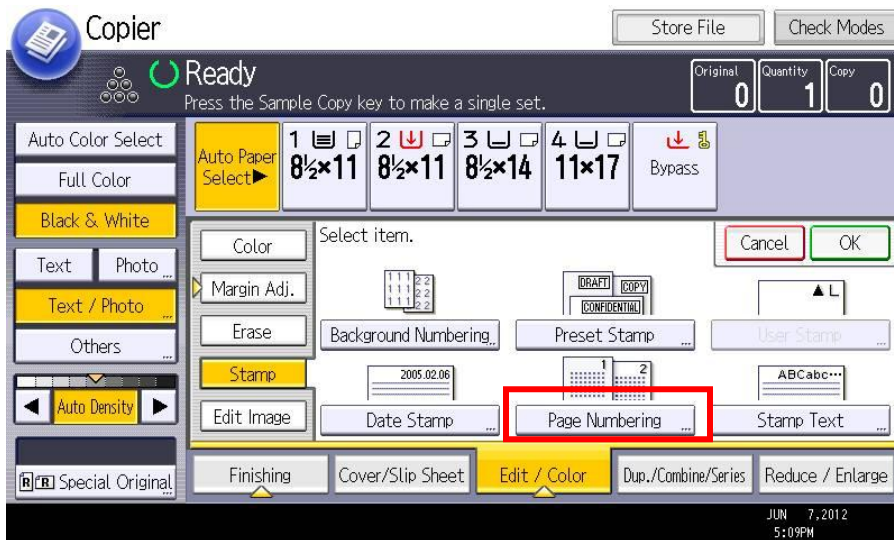 Copier
Store File
Check Modes
Ready
Press the Sample Copy key to make a single set.
Original
0
Quantity
1
Copy
0
Auto Color Select
Full Color
Black & White
Text
Photo
Text / Photo
Others
Auto Density
Special Original
Auto Paper
Select▶
1
8½×11
2
8½×11
3
8½×14
4
11×17
Bypass
Color
Margin Adj.
Erase
Stamp
Edit Image
Select item.
Cancel
OK
Background Numbering
DRAFT
COPY
CONFIDENTIAL
Preset Stamp
User Stamp
2005.02.06
Date Stamp
1
2
Page Numbering
ABCabc⋯
Stamp Text
Finishing
Cover/Slip Sheet
Edit / Color
Dup./Combine/Series
Reduce / Enlarge
JUN 7,2012
5:09PM